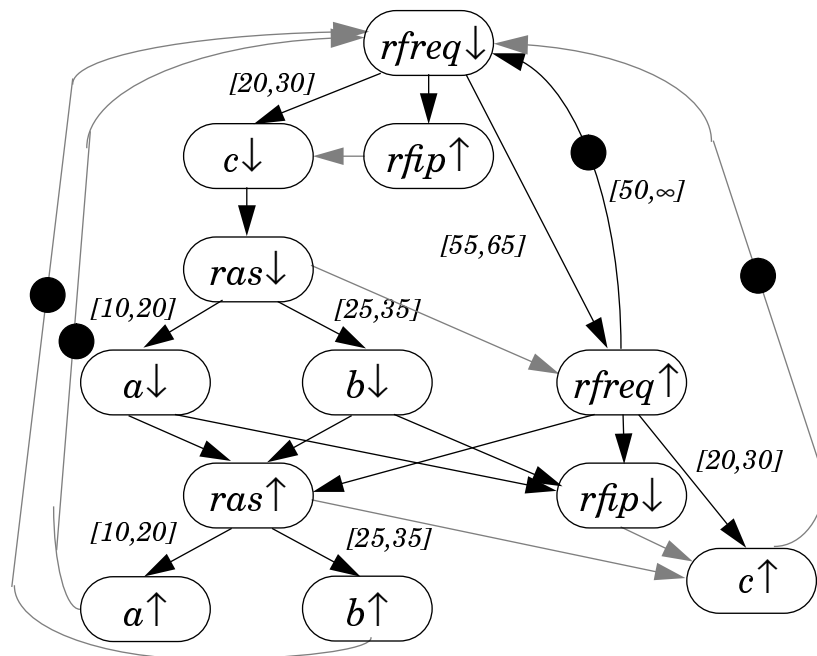 rfreq↓
[20,30]
c↓
rfip↑
[50,∞]
[55,65]
ras↓
[10,20]
[25,35]
a↓
b↓
rfreq↑
[20,30]
ras↑
rfip↓
[10,20]
[25,35]
c↑
a↑
b↑